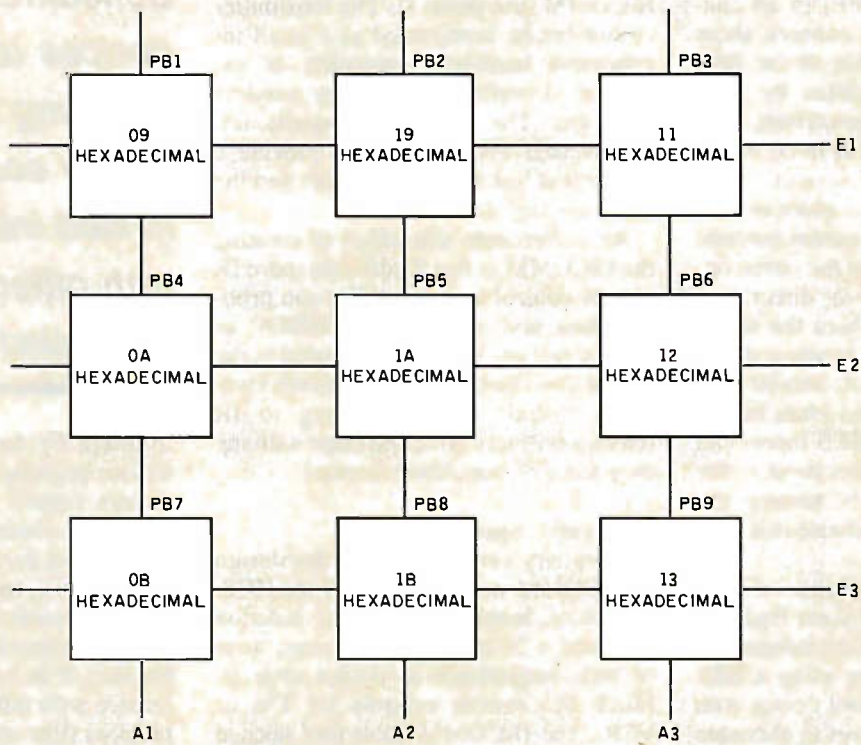 PB1 PB2 PB3
09 19 11
HEXADECIMAL HEXADECIMAL HEXADECIMAL E1
PB4 PB5 PB6
0A 1A 12
HEXADECIMAL HEXADECIMAL HEXADECIMAL E2
PB7 PB8 PB9
0B 1B 13
HEXADECIMAL HEXADECIMAL HEXADECIMAL E3
A1 A2 A3